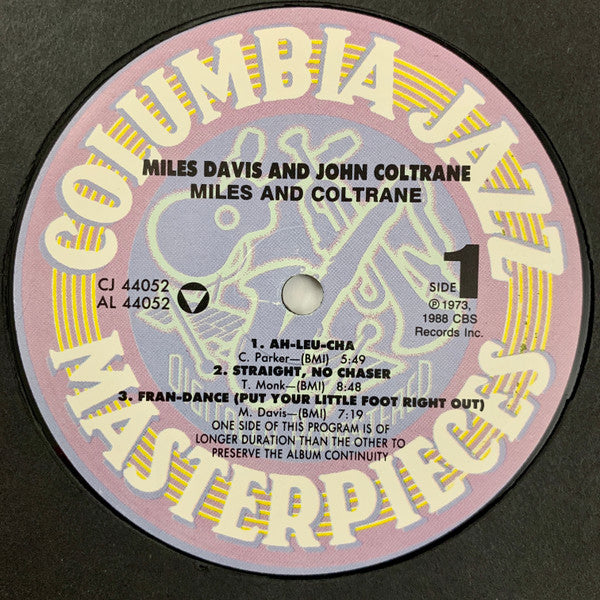 COLUMBIA JAZZ
MASTERPIECES
MILES DAVIS AND JOHN COLTRANE
MILES AND COLTRANE
CJ 44052
AL 44052
SIDE 1
℗ 1973,
1988 CBS
Records Inc.
1. AH-LEU-CHA
C. Parker—(BMI) 5:49
2. STRAIGHT, NO CHASER
T. Monk—(BMI) 8:48
3. FRAN-DANCE (PUT YOUR LITTLE FOOT RIGHT OUT)
M. Davis—(BMI) 7:19
ONE SIDE OF THIS PROGRAM IS OF
LONGER DURATION THAN THE OTHER TO
PRESERVE THE ALBUM CONTINUITY